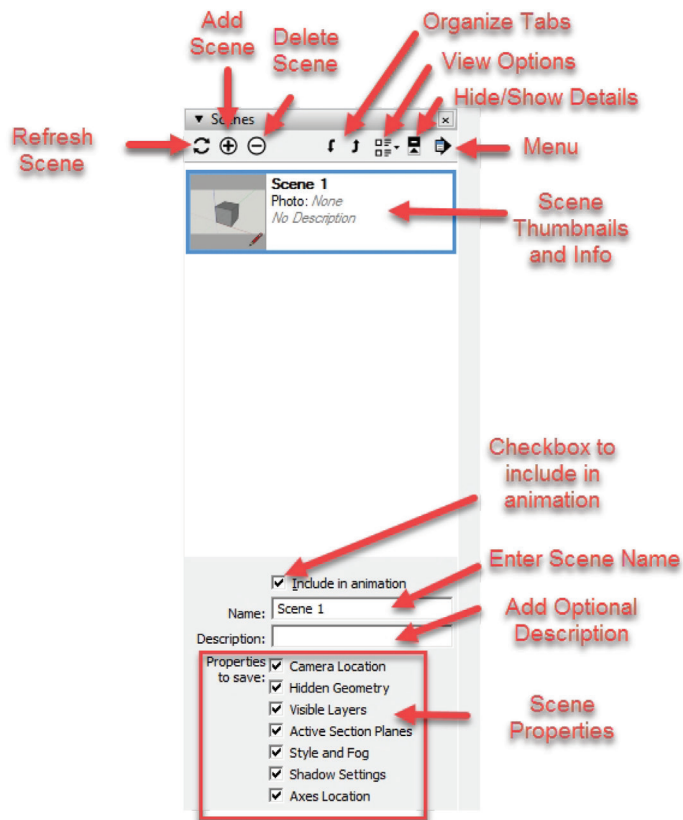 Add
Scene
Delete
Scene
Organize Tabs
View Options
Hide/Show Details
Refresh
Scene
Scenes
Menu
Scene 1
Photo: None
No Description
Scene
Thumbnails
and Info
Checkbox to
include in
animation
Include in animation
Enter Scene Name
Name: Scene 1
Add Optional
Description
Description:
Properties
to save:
Camera Location
Hidden Geometry
Visible Layers
Active Section Planes
Style and Fog
Shadow Settings
Axes Location
Scene
Properties